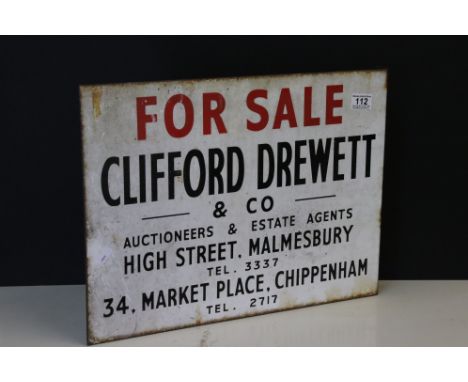 FOR SALE
112
CLIFFORD DREWETT
& CO
AUCTIONEERS & ESTATE AGENTS
HIGH STREET, MALMESBURY
TEL. 3337
34, MARKET PLACE, CHIPPENHAM
TEL. 2717